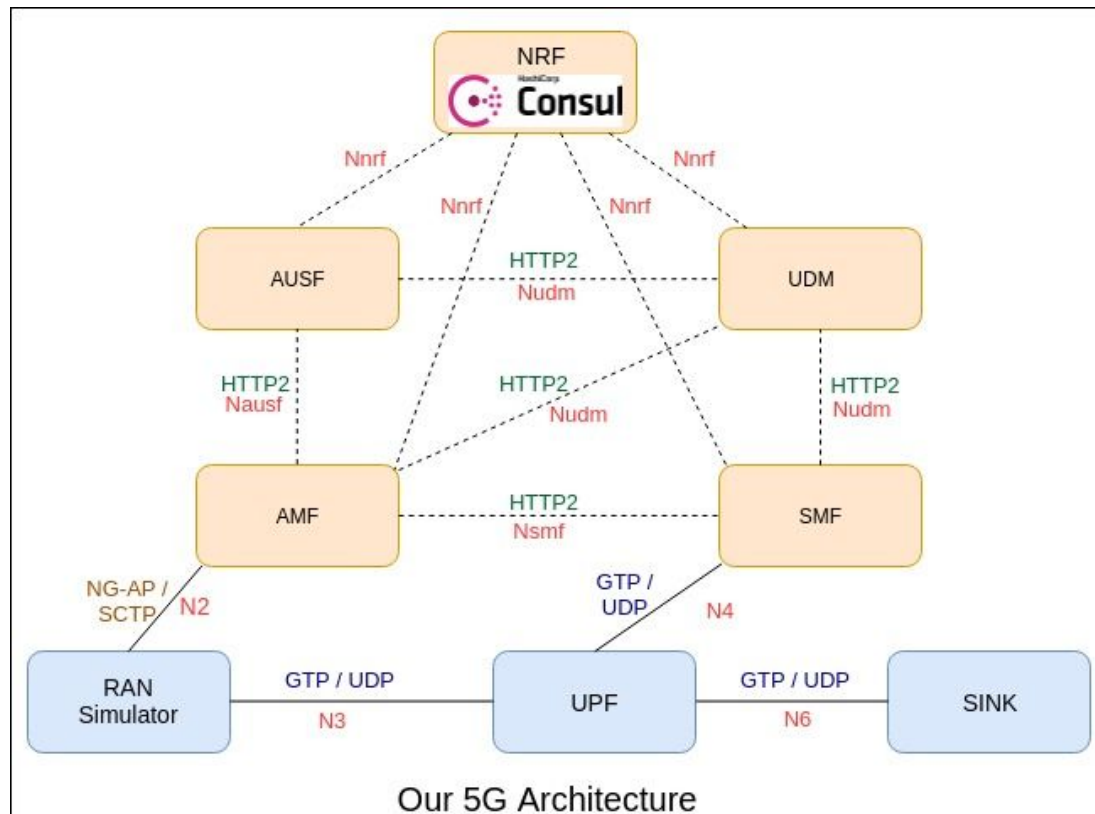 NRF
HashiCorp
Consul
Nnrf
Nnrf
Nnrf
Nnrf
AUSF
HTTP2
Nudm
UDM
HTTP2
Nausf
HTTP2
Nudm
HTTP2
Nudm
AMF
HTTP2
Nsmf
SMF
NG-AP /
SCTP
N2
GTP /
UDP
N4
RAN
Simulator
GTP / UDP
N3
UPF
GTP / UDP
N6
SINK
Our 5G Architecture